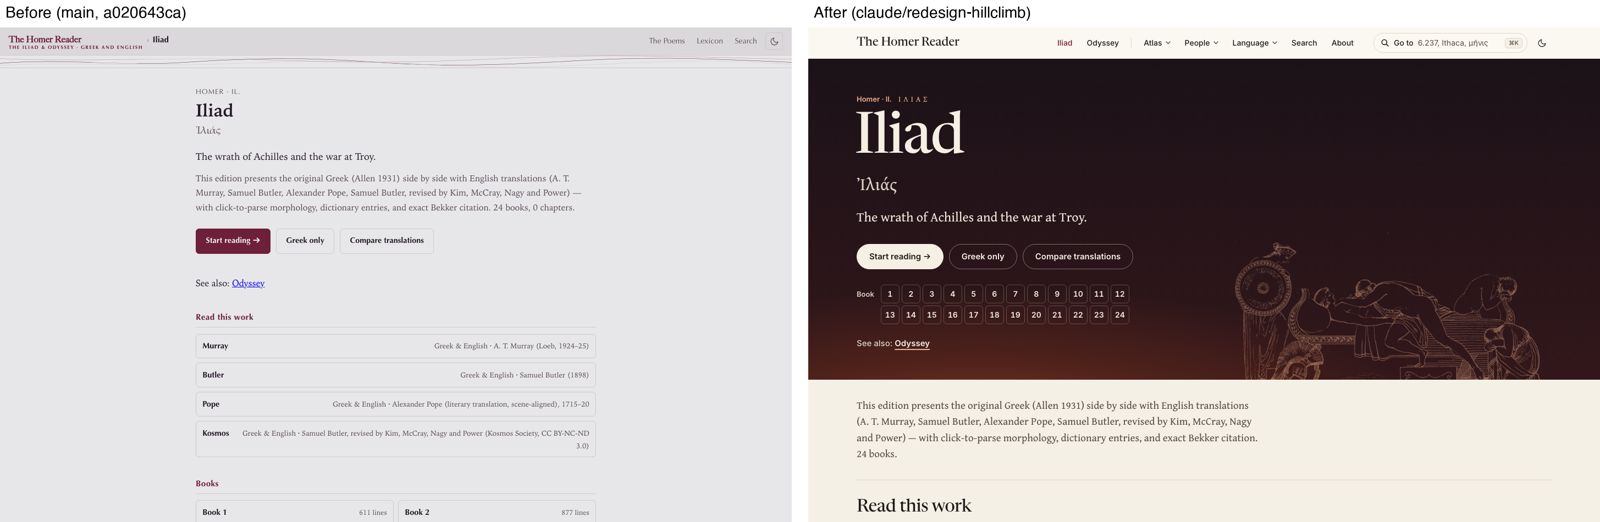 Before (main, a020643ca)
The Homer Reader › Iliad
THE ILIAD & ODYSSEY · GREEK AND ENGLISH
The Poems Lexicon Search
HOMER · IL.
Iliad
Ἰλιάς
The wrath of Achilles and the war at Troy.
This edition presents the original Greek (Allen 1931) side by side with English translations (A. T.
Murray, Samuel Butler, Alexander Pope, Samuel Butler, revised by Kim, McCray, Nagy and Power) —
with click-to-parse morphology, dictionary entries, and exact Bekker citation. 24 books, 0 chapters.
Start reading → Greek only Compare translations
See also: Odyssey
Read this work
Murray Greek & English · A. T. Murray (Loeb, 1924–25)
Butler Greek & English · Samuel Butler (1898)
Pope Greek & English · Alexander Pope (literary translation, scene-aligned), 1715–20
Kosmos Greek & English · Samuel Butler, revised by Kim, McCray, Nagy and Power (Kosmos Society, CC BY-NC-ND
3.0)
Books
Book 1 611 lines Book 2 877 lines
After (claude/redesign-hillclimb)
The Homer Reader Iliad Odyssey Atlas People Language Search About Go to 6.237, Ithaca, μῆνις ⌘K
Homer · Il. ΙΛΙΑΣ
Iliad
Ἰλιάς
The wrath of Achilles and the war at Troy.
Start reading → Greek only Compare translations
Book 1 2 3 4 5 6 7 8 9 10 11 12
13 14 15 16 17 18 19 20 21 22 23 24
See also: Odyssey
This edition presents the original Greek (Allen 1931) side by side with English translations
(A. T. Murray, Samuel Butler, Alexander Pope, Samuel Butler, revised by Kim, McCray, Nagy
and Power) — with click-to-parse morphology, dictionary entries, and exact Bekker citation.
24 books.
Read this work